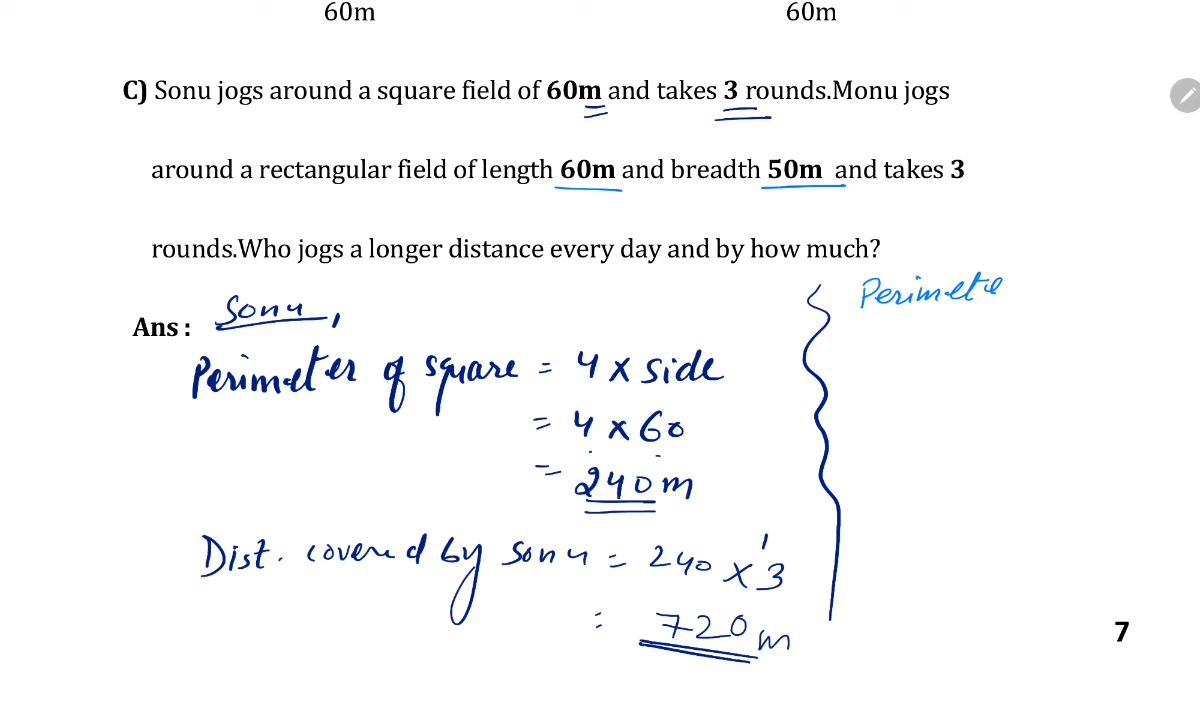 60m 60m
C) Sonu jogs around a square field of 60m and takes 3 rounds.Monu jogs
around a rectangular field of length 60m and breadth 50m and takes 3
rounds.Who jogs a longer distance every day and by how much?
Ans : Sonu,
Perimeter of square = 4 x side
= 4 x 60
= 240 m
Dist. covered by Sonu = 240 x 3
= 720 m
Perimete
7